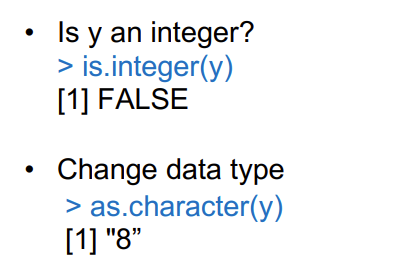 • Is y an integer?
> is.integer(y)
[1] FALSE
• Change data type
> as.character(y)
[1] "8”